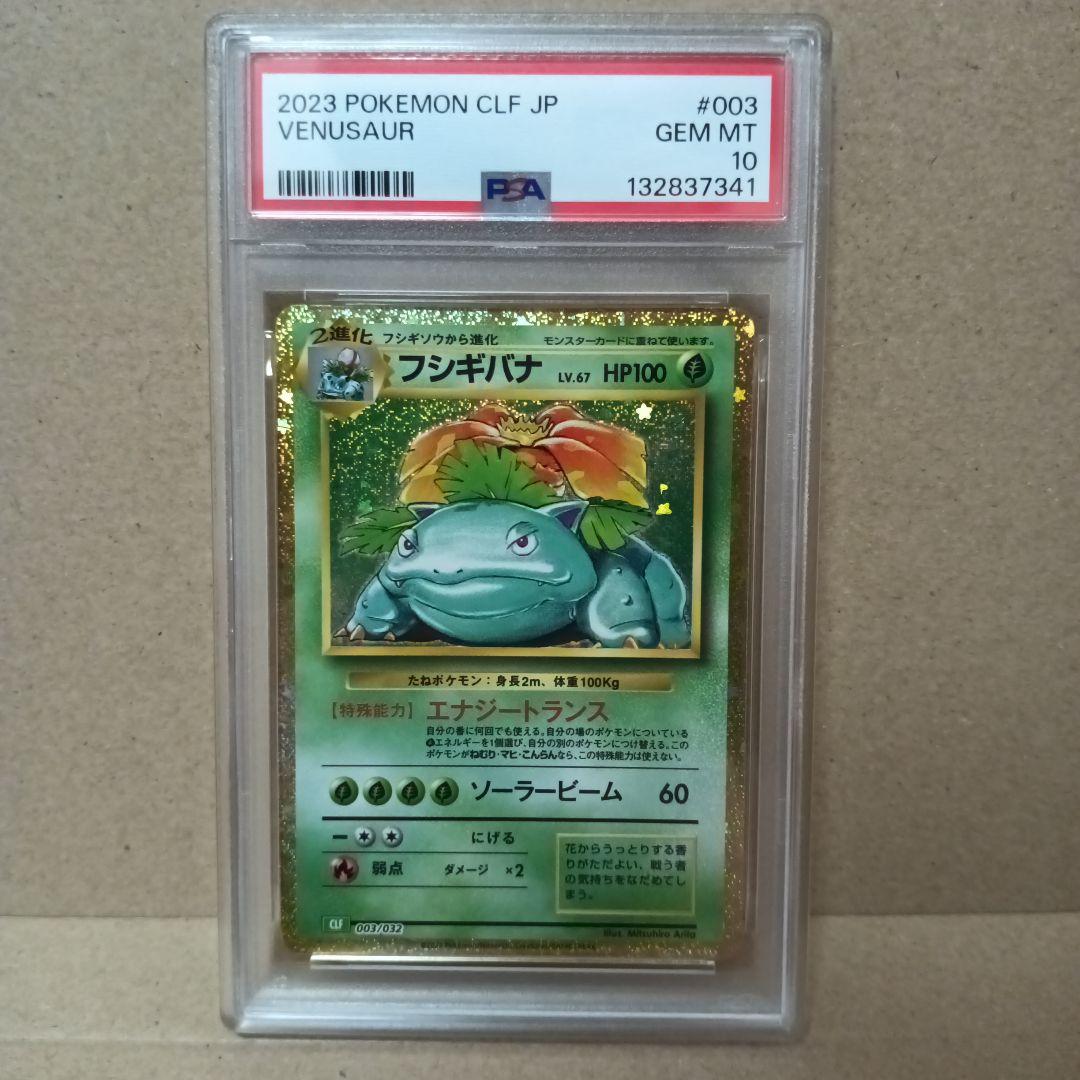 2023 POKEMON CLF JP #003
VENUSAUR GEM MT
10
PSA 132837341
2進化 フシギソウから進化 モンスターカードに重ねて使います。
フシギバナ LV.67 HP100
たねポケモン：身長2m、体重100Kg
【特殊能力】エナジートランス
自分の番に何回でも使える。自分の場のポケモンについている
エネルギーを1個選び、自分の別のポケモンにつけ替える。この
ポケモンがねむり・マヒ・こんらんなら、この特殊能力は使えない。
ソーラービーム 60
ー にげる
弱点 ダメージ ×2
花からうっとりする香
りがただよい、戦う者
の気持ちをなだめてし
まう。
CLF 003/032
Illus. Mitsuhiro Arita